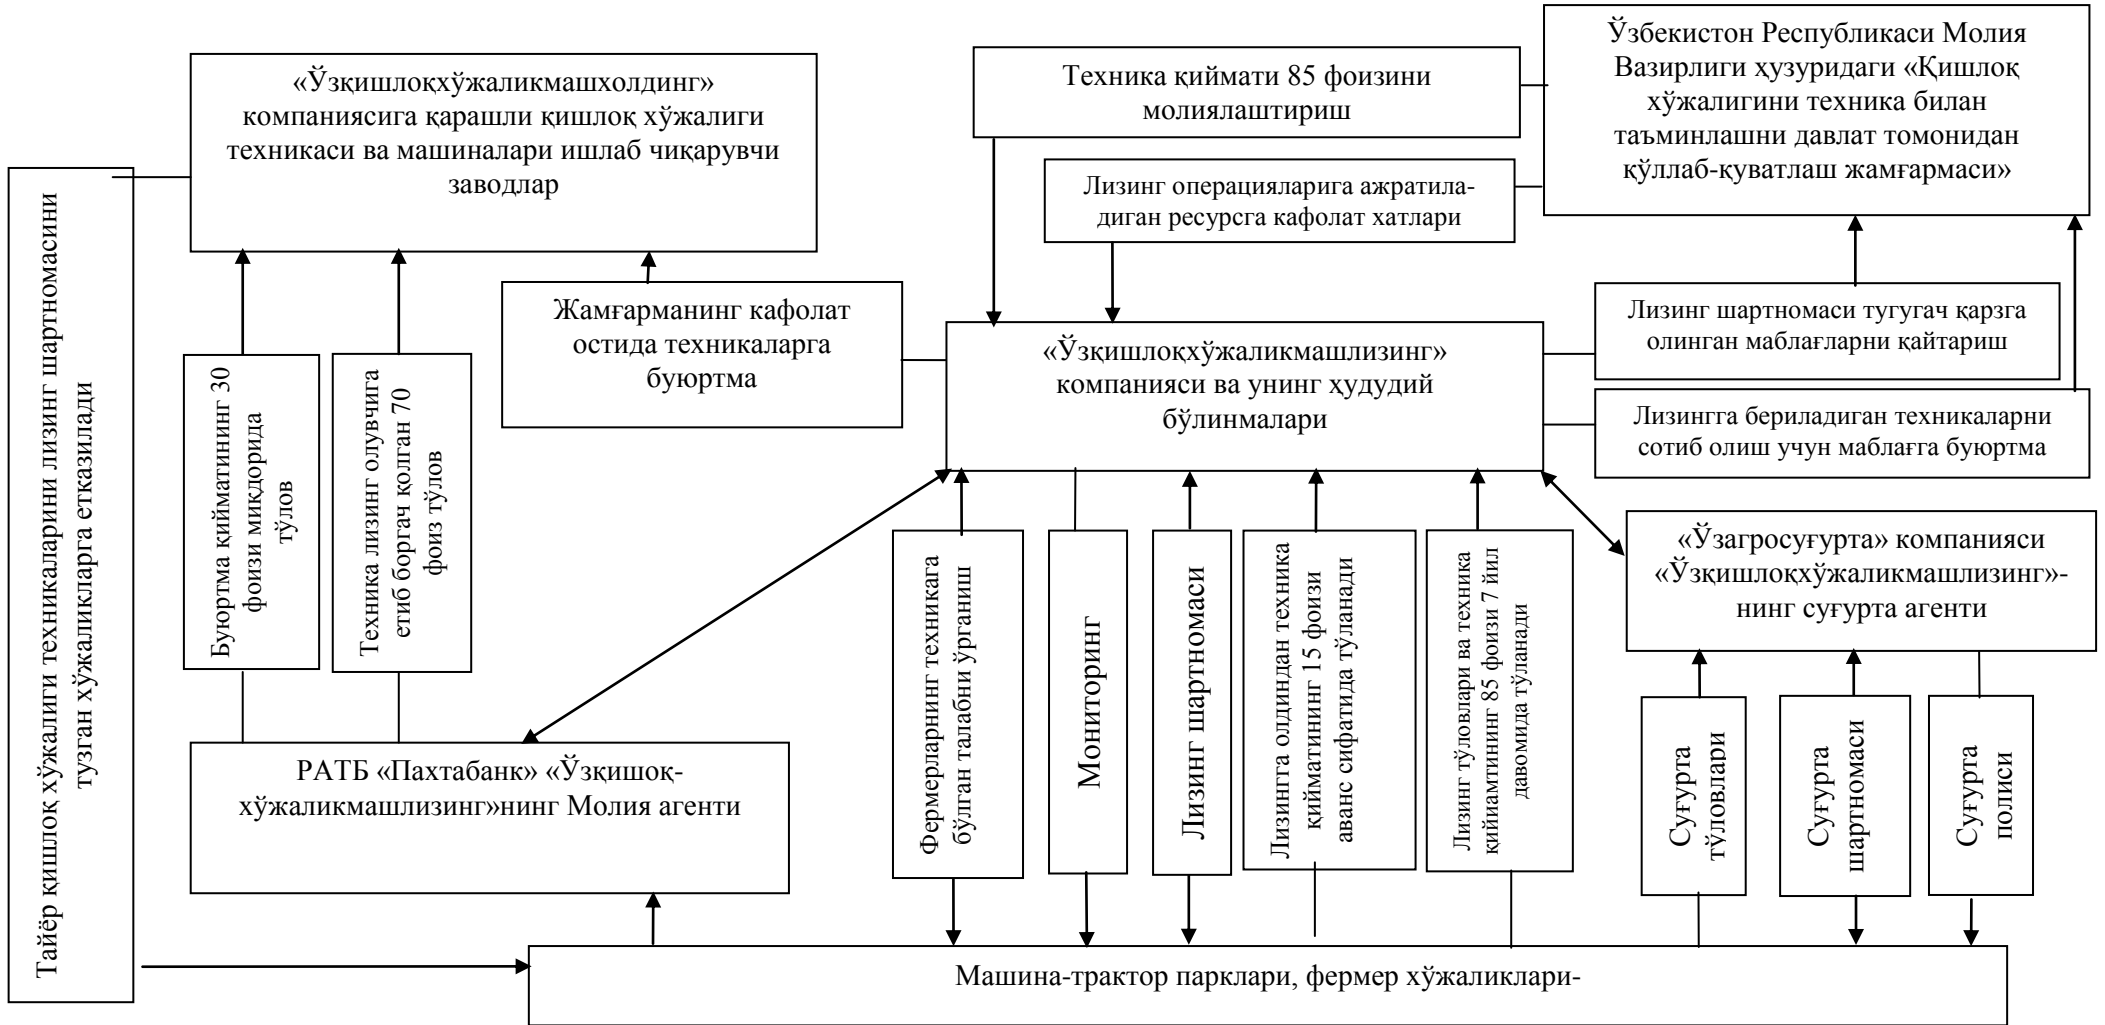 «Ўзқишлоқхўжаликмашхолдинг»
компаниясига қарашли қишлоқ хўжалиги
техникаси ва машиналари ишлаб чиқарувчи
заводлар
Техника қиймати 85 фоизини
молиялаштириш
Ўзбекистон Республикаси Молия
Вазирлиги ҳузуридаги «Қишлоқ
хўжалигини техника билан
таъминлашни давлат томонидан
қўллаб-қуватлаш жамғармаси»
Лизинг операцияларига ажратила-
диган ресурсга кафолат хатлари
Тайёр қишлоқ хўжалиги техникаларини лизинг шартномасини
тузган хўжаликларга етказилади
Жамғарманинг кафолат
остида техникаларга
буюртма
«Ўзқишлоқхўжаликмашлизинг»
компанияси ва унинг ҳудудий
бўлинмалари
Лизинг шартномаси тугугач қарзга
олинган маблағларни қайтариш
Лизингга бериладиган техникаларни
сотиб олиш учун маблағга буюртма
Буюртма қийматининг 30
фоизи миқдорида
тўлов
Техника лизинг олувчига
етиб боргач қолган 70
фоиз тўлов
«Ўзагросуғурта» компанияси
«Ўзқишлоқхўжаликмашлизинг»-
нинг суғурта агенти
РАТБ «Пахтабанк» «Ўзқишоқ-
хўжаликмашлизинг»нинг Молия агенти
Фермерларнинг техникага
бўлган талабни ўрганиш
Мониторинг
Лизинг шартномаси
Лизингга олдиндан техника
қийматининг 15 фоизи
аванс сифатида тўланади
Лизинг тўловлари ва техника
қийиамтининг 85 фоизи 7 йил
давомида тўланади
Суғурта
тўловлари
Суғурта
шартномаси
Суғурта
полиси
Машина-трактор парклари, фермер хўжаликлари-